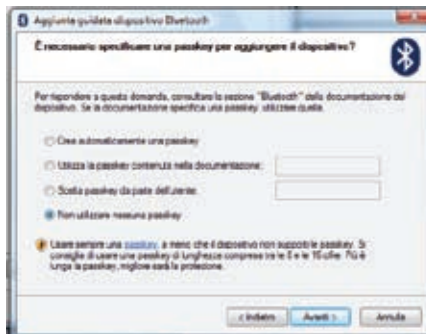 Aggiunta guidata dispositivo Bluetooth
È necessario specificare una passkey per aggiungere il dispositivo?
Per rispondere a questa domanda, consultare la sezione "Bluetooth" della documentazione del
dispositivo. Se la documentazione specifica una passkey, utilizzare quella.
Crea automaticamente una passkey
Utilizza la passkey contenuta nella documentazione:
Scelta passkey da parte dell'utente:
Non utilizzare nessuna passkey
Usare sempre una passkey, a meno che il dispositivo non supporti le passkey. Si
consiglia di usare una passkey di lunghezza compresa tra le 8 e le 16 cifre. Più è
lunga la passkey, migliore sarà la protezione.
< Indietro
Avanti >
Annulla